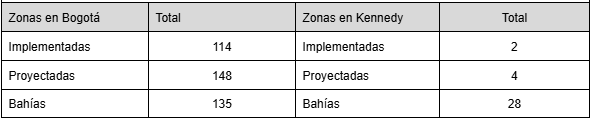 Zonas en Bogotá Total Zonas en Kennedy Total
Implementadas 114 Implementadas 2
Proyectadas 148 Proyectadas 4
Bahías 135 Bahías 28